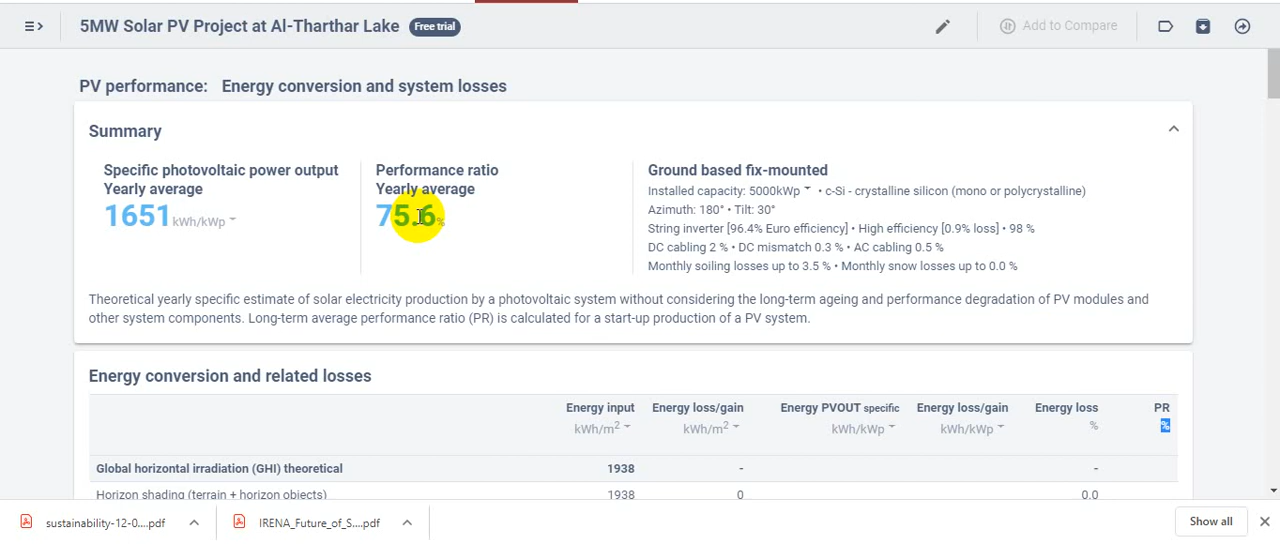 5MW Solar PV Project at Al-Tharthar Lake Free trial
Add to Compare
PV performance: Energy conversion and system losses
Summary
Specific photovoltaic power output
Yearly average
1651 kWh/kWp
Performance ratio
Yearly average
75.6 %
Ground based fix-mounted
Installed capacity: 5000kWp • c-Si - crystalline silicon (mono or polycrystalline)
Azimuth: 180° • Tilt: 30°
String inverter [96.4% Euro efficiency] • High efficiency [0.9% loss] • 98 %
DC cabling 2 % • DC mismatch 0.3 % • AC cabling 0.5 %
Monthly soiling losses up to 3.5 % • Monthly snow losses up to 0.0 %
Theoretical yearly specific estimate of solar electricity production by a photovoltaic system without considering the long-term ageing and performance degradation of PV modules and
other system components. Long-term average performance ratio (PR) is calculated for a start-up production of a PV system.
Energy conversion and related losses
Energy input Energy loss/gain Energy PVOUT specific Energy loss/gain Energy loss PR
kWh/m² kWh/m² kWh/kWp kWh/kWp % %
Global horizontal irradiation (GHI) theoretical 1938 - -
Horizon shading (terrain + horizon objects) 1938 0 0.0
sustainability-12-0....pdf IRENA_Future_of_S....pdf Show all